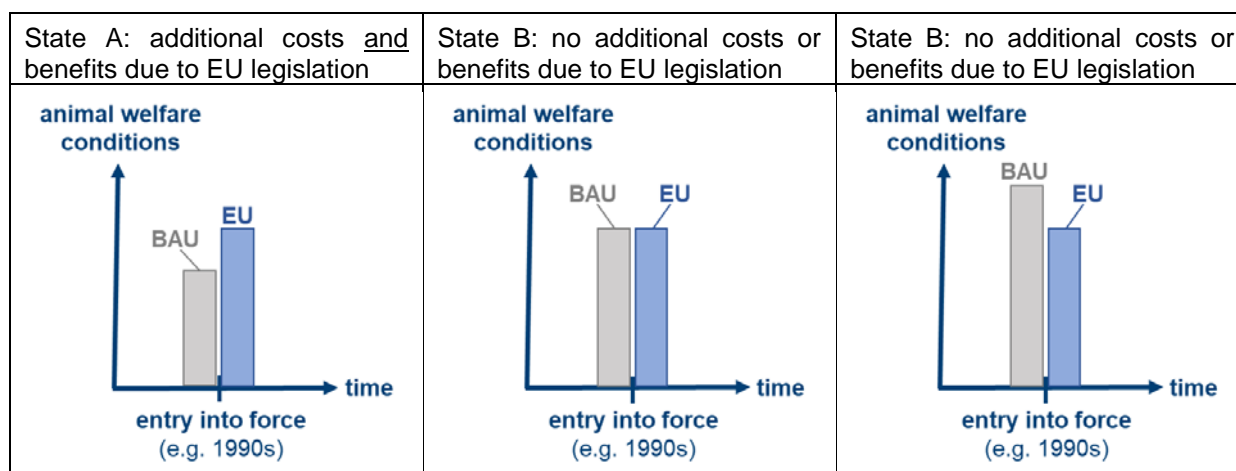 State A: additional costs and
benefits due to EU legislation
State B: no additional costs or
benefits due to EU legislation
State B: no additional costs or
benefits due to EU legislation
animal welfare
conditions
BAU
EU
time
entry into force
(e.g. 1990s)
animal welfare
conditions
BAU
EU
time
entry into force
(e.g. 1990s)
animal welfare
conditions
BAU
EU
time
entry into force
(e.g. 1990s)